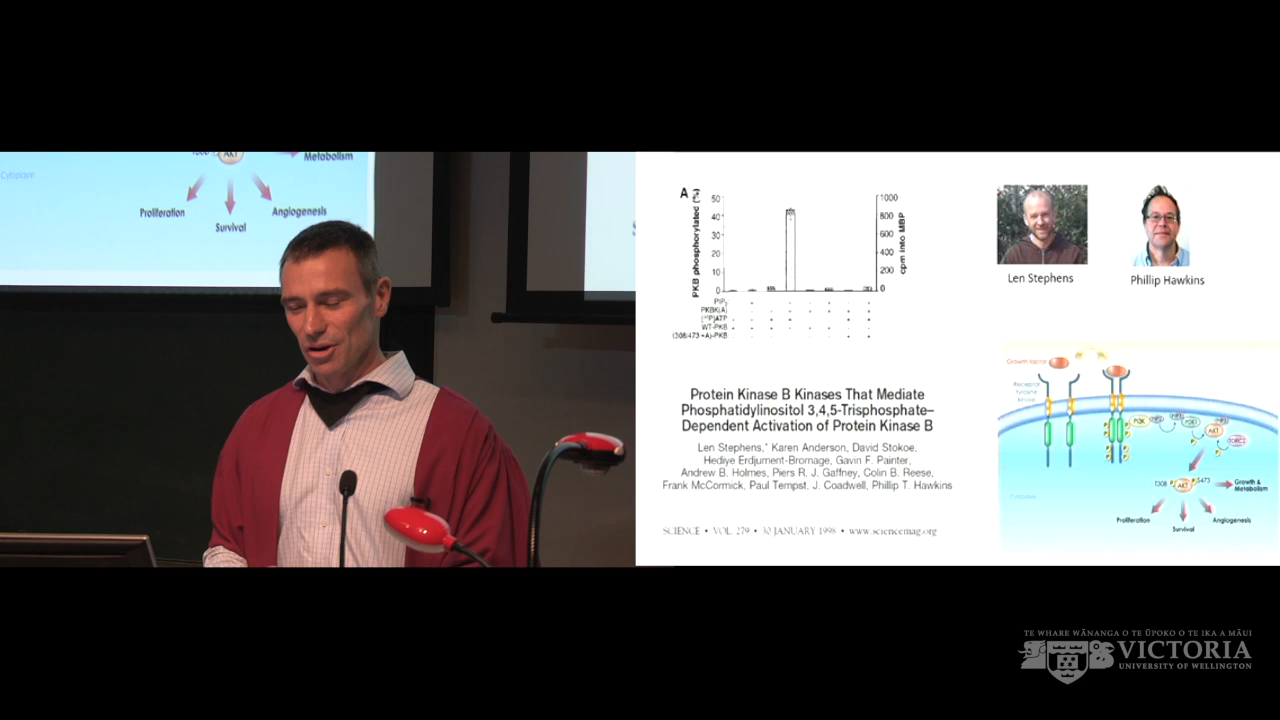 Cytoplasm
AKT
Metabolism
Proliferation
Survival
Angiogenesis
A
PKB phosphorylated (%)
50
40
30
20
10
0
1000
800
600
400
200
0
cpm into MBP
PIP3
PKBK(A)
[32P]ATP
WT-PKB
(308/473→A)-PKB
Len Stephens
Phillip Hawkins
Protein Kinase B Kinases That Mediate
Phosphatidylinositol 3,4,5-Trisphosphate–
Dependent Activation of Protein Kinase B
Len Stephens,* Karen Anderson, David Stokoe,
Hediye Erdjument-Bromage, Gavin F. Painter,
Andrew B. Holmes, Piers R. J. Gaffney, Colin B. Reese,
Frank McCormick, Paul Tempst, J. Coadwell, Phillip T. Hawkins
SCIENCE • VOL 279 • 30 JANUARY 1998 • www.sciencemag.org
Growth factor
Receptor
tyrosine
kinase
PI3K
AKT
TORC2
T308
AKT
S473
Growth &
Metabolism
Cytoplasm
Proliferation
Survival
Angiogenesis
TE WHARE WĀNANGA O TE ŪPOKO O TE IKA A MĀUI
VICTORIA
UNIVERSITY OF WELLINGTON